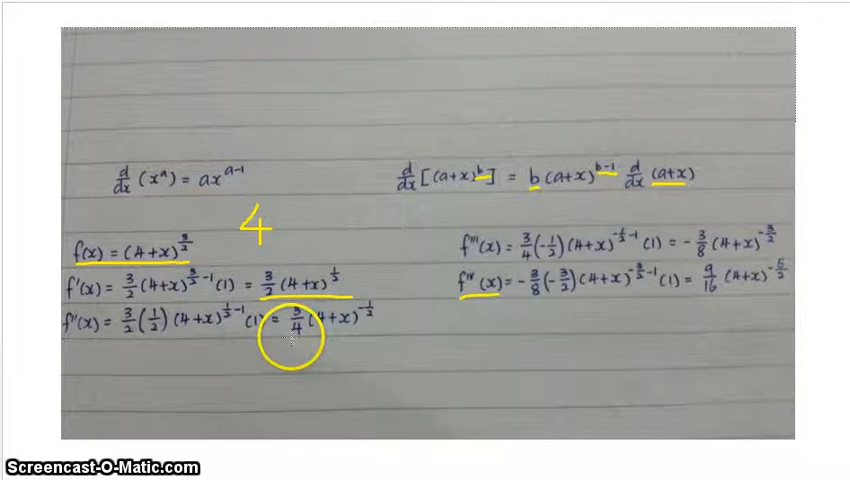 d/dx (x^a) = ax^(a-1)
d/dx [(a+x)^b] = b (a+x)^(b-1) d/dx (a+x)
4
f(x) = (4+x)^(3/2)
f'(x) = 3/2 (4+x)^(3/2 -1) (1) = 3/2 (4+x)^(1/2)
f''(x) = 3/2 (1/2) (4+x)^(1/2 -1) (1) = 3/4 (4+x)^(-1/2)
f'''(x) = 3/4 (-1/2) (4+x)^(-1/2 -1) (1) = -3/8 (4+x)^(-3/2)
f^IV (x) = -3/8 (-3/2) (4+x)^(-3/2 -1) (1) = 9/16 (4+x)^(-5/2)
Screencast-O-Matic.com